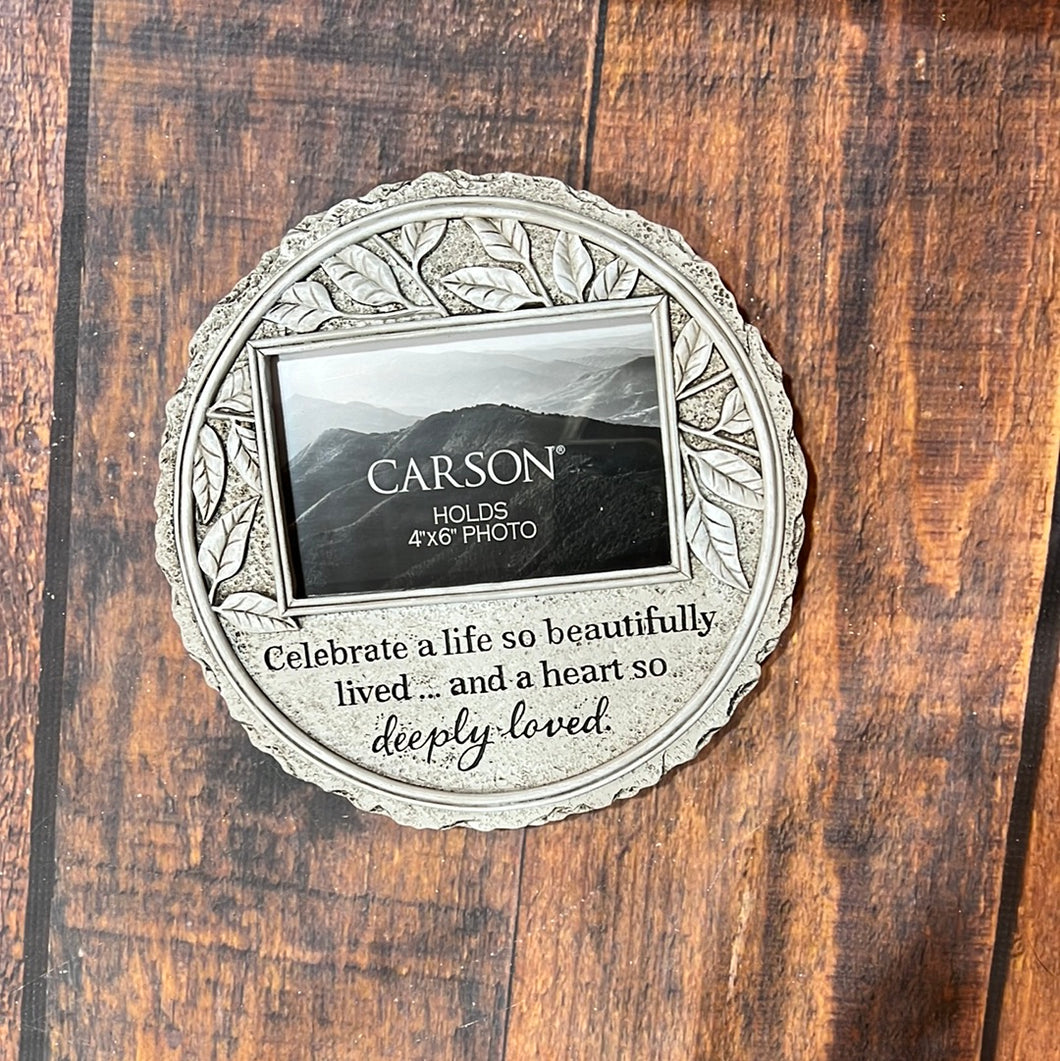 CARSON®
HOLDS
4"x6" PHOTO
Celebrate a life so beautifully
lived ... and a heart so
deeply loved.